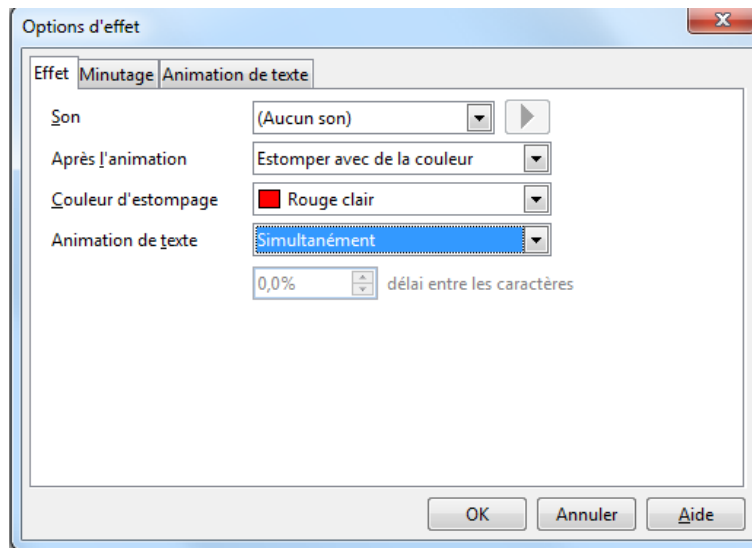 Options d'effet
Effet Minutage Animation de texte
Son (Aucun son)
Après l'animation Estomper avec de la couleur
Couleur d'estompage Rouge clair
Animation de texte Simultanément
0,0% délai entre les caractères
OK Annuler Aide